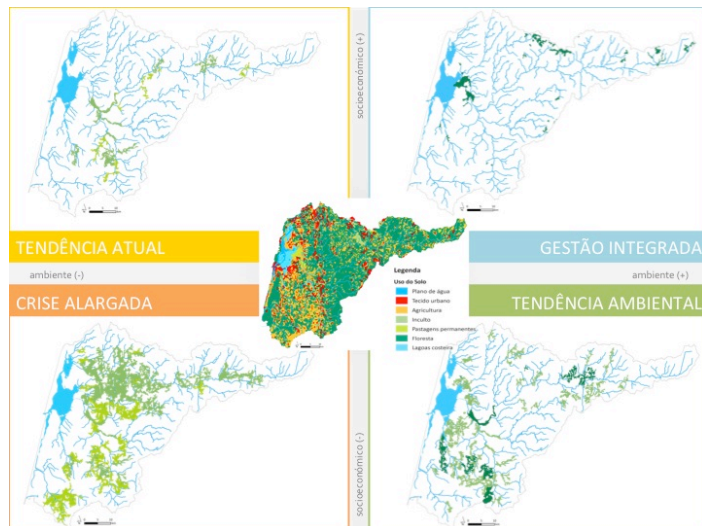 socioeconómico (+)
TENDÊNCIA ATUAL
GESTÃO INTEGRADA
ambiente (-)
ambiente (+)
CRISE ALARGADA
TENDÊNCIA AMBIENTAL
Legenda
Uso do Solo
Plano de água
Tecido urbano
Agricultura
Inculto
Pastagens permanentes
Floresta
Lagoas costeira
socioeconómico (-)